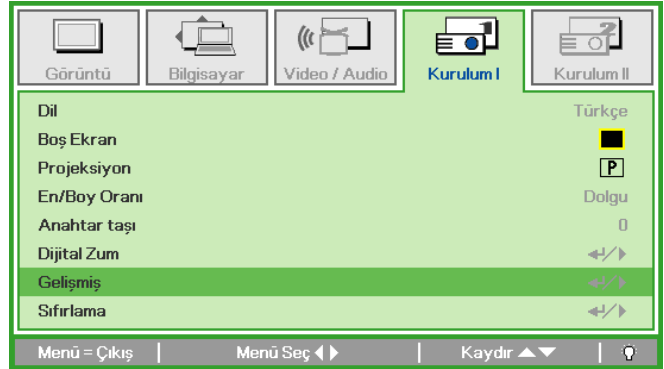 Görüntü Bilgisayar Video / Audio Kurulum I Kurulum II
Dil Türkçe
Boş Ekran
Projeksiyon P
En/Boy Oranı Dolgu
Anahtar taşı 0
Dijital Zum
Gelişmiş
Sıfırlama
Menü = Çıkış Menü Seç Kaydır